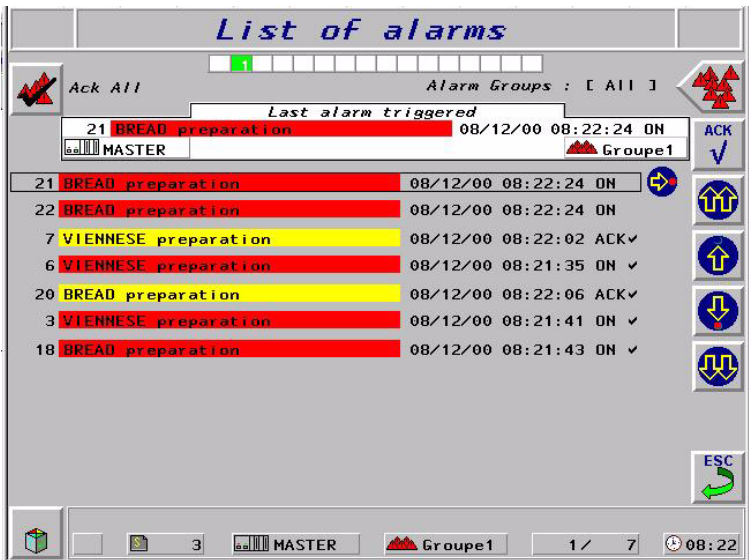 List of alarms
1
Ack All
Alarm Groups : [ All ]
Last alarm triggered
21 BREAD preparation 08/12/00 08:22:24 ON
MASTER Groupe1
ACK
21 BREAD preparation 08/12/00 08:22:24 ON
22 BREAD preparation 08/12/00 08:22:24 ON
7 VIENNESE preparation 08/12/00 08:22:02 ACK✓
6 VIENNESE preparation 08/12/00 08:21:35 ON ✓
20 BREAD preparation 08/12/00 08:22:06 ACK✓
3 VIENNESE preparation 08/12/00 08:21:41 ON ✓
18 BREAD preparation 08/12/00 08:21:43 ON ✓
ESC
3 MASTER Groupe1 1/ 7 08:22